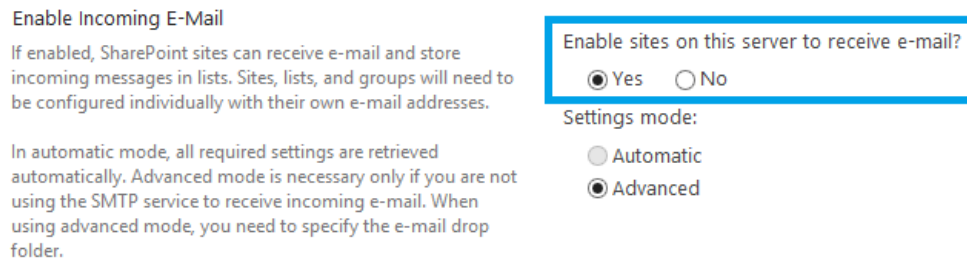 Enable Incoming E-Mail
If enabled, SharePoint sites can receive e-mail and store
incoming messages in lists. Sites, lists, and groups will need to
be configured individually with their own e-mail addresses.
In automatic mode, all required settings are retrieved
automatically. Advanced mode is necessary only if you are not
using the SMTP service to receive incoming e-mail. When
using advanced mode, you need to specify the e-mail drop
folder.
Enable sites on this server to receive e-mail?
Yes No
Settings mode:
Automatic
Advanced